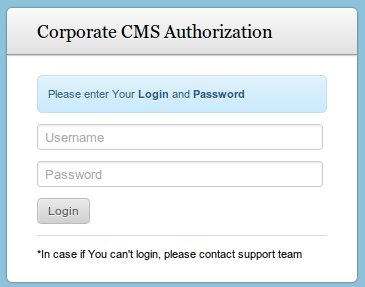 Corporate CMS Authorization
Please enter Your Login and Password
Username
Password
Login
*In case if You can't login, please contact support team